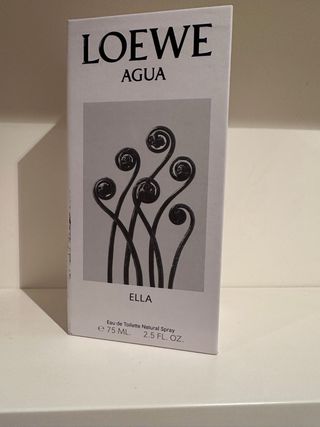 LOEWE
AGUA
ELLA
Eau de Toilette Natural Spray
℮ 75 ML. 2.5 FL. OZ.